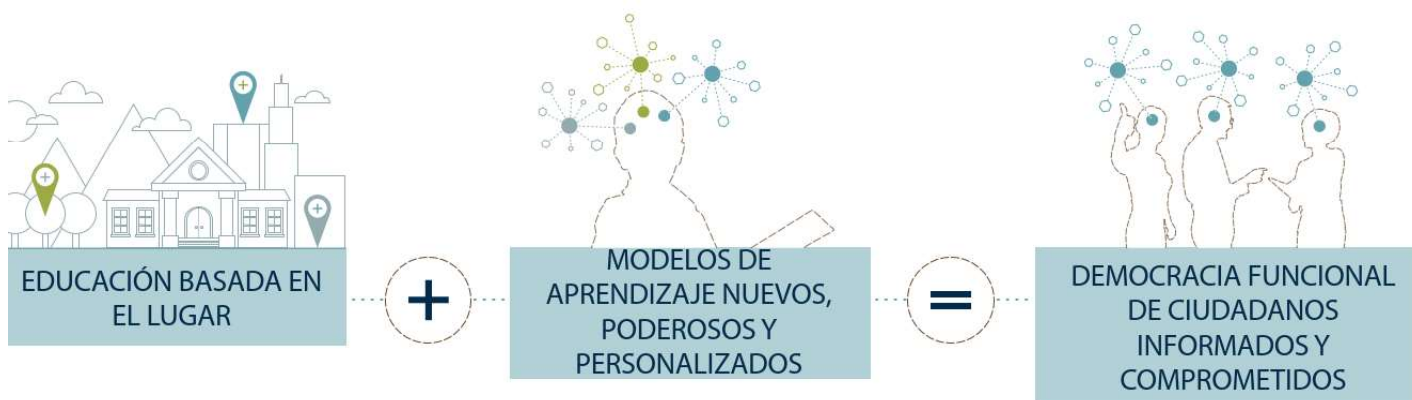 EDUCACIÓN BASADA EN
EL LUGAR
+
MODELOS DE
APRENDIZAJE NUEVOS,
PODEROSOS Y
PERSONALIZADOS
=
DEMOCRACIA FUNCIONAL
DE CIUDADANOS
INFORMADOS Y
COMPROMETIDOS